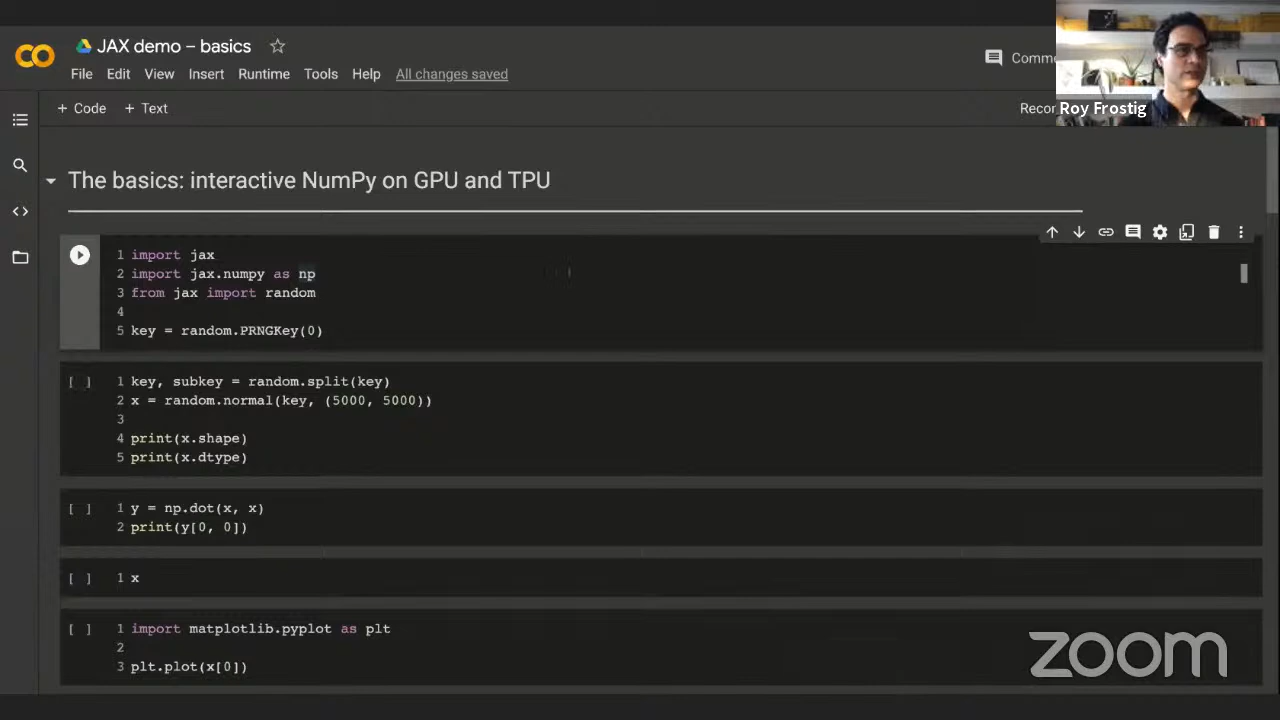 JAX demo – basics
File Edit View Insert Runtime Tools Help All changes saved
Comme
+ Code + Text
Recon
Roy Frostig
The basics: interactive NumPy on GPU and TPU
1 import jax
2 import jax.numpy as np
3 from jax import random
4
5 key = random.PRNGKey(0)
[ ] 1 key, subkey = random.split(key)
2 x = random.normal(key, (5000, 5000))
3
4 print(x.shape)
5 print(x.dtype)
[ ] 1 y = np.dot(x, x)
2 print(y[0, 0])
[ ] 1 x
[ ] 1 import matplotlib.pyplot as plt
2
3 plt.plot(x[0])
zoom